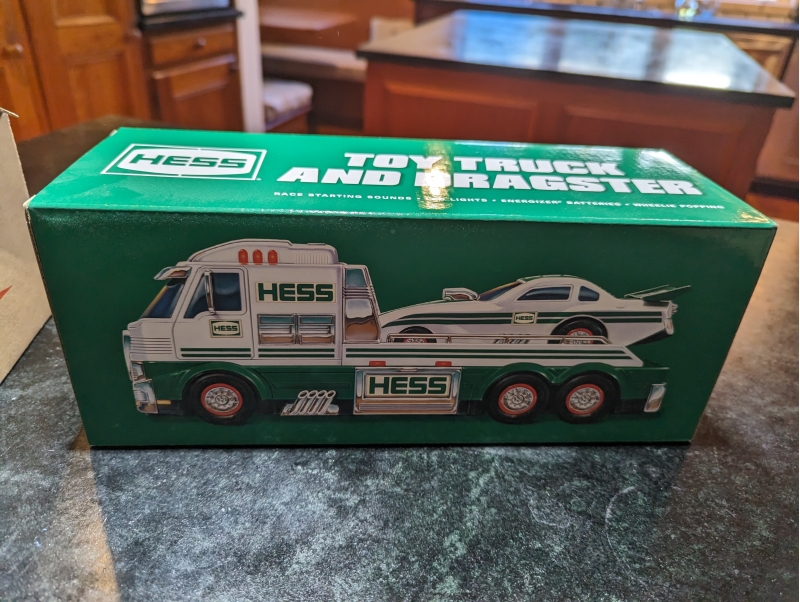 HESS
TOY TRUCK
AND DRAGSTER
RACE STARTING SOUNDS LIGHTS • ENERGIZER® BATTERIES • WHEELIE POPPING
HESS
HESS
HESS
HESS